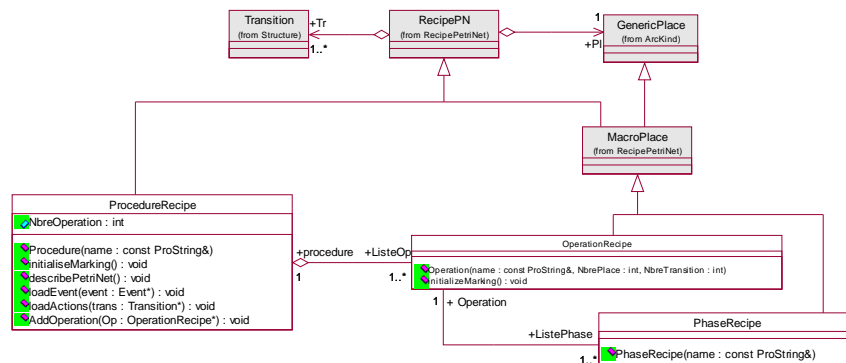 Transition
(from Structure)
+Tr
1..*
RecipePN
(from RecipePetriNet)
1
+Pl
GenericPlace
(from ArcKind)
MacroPlace
(from RecipePetriNet)
ProcedureRecipe
NbreOperation : int
Procedure(name : const ProString&)
initialiseMarking() : void
describePetriNet() : void
loadEvent(event : Event*) : void
loadActions(trans : Transition*) : void
AddOperation(Op : OperationRecipe*) : void
+procedure
1
+ListeOp
1..*
OperationRecipe
Operation(name : const ProString&, NbrePlace : int, NbreTransition : int)
initializeMarking() : void
1
+ Operation
+ListePhase
1..*
PhaseRecipe
PhaseRecipe(name : const ProString&)